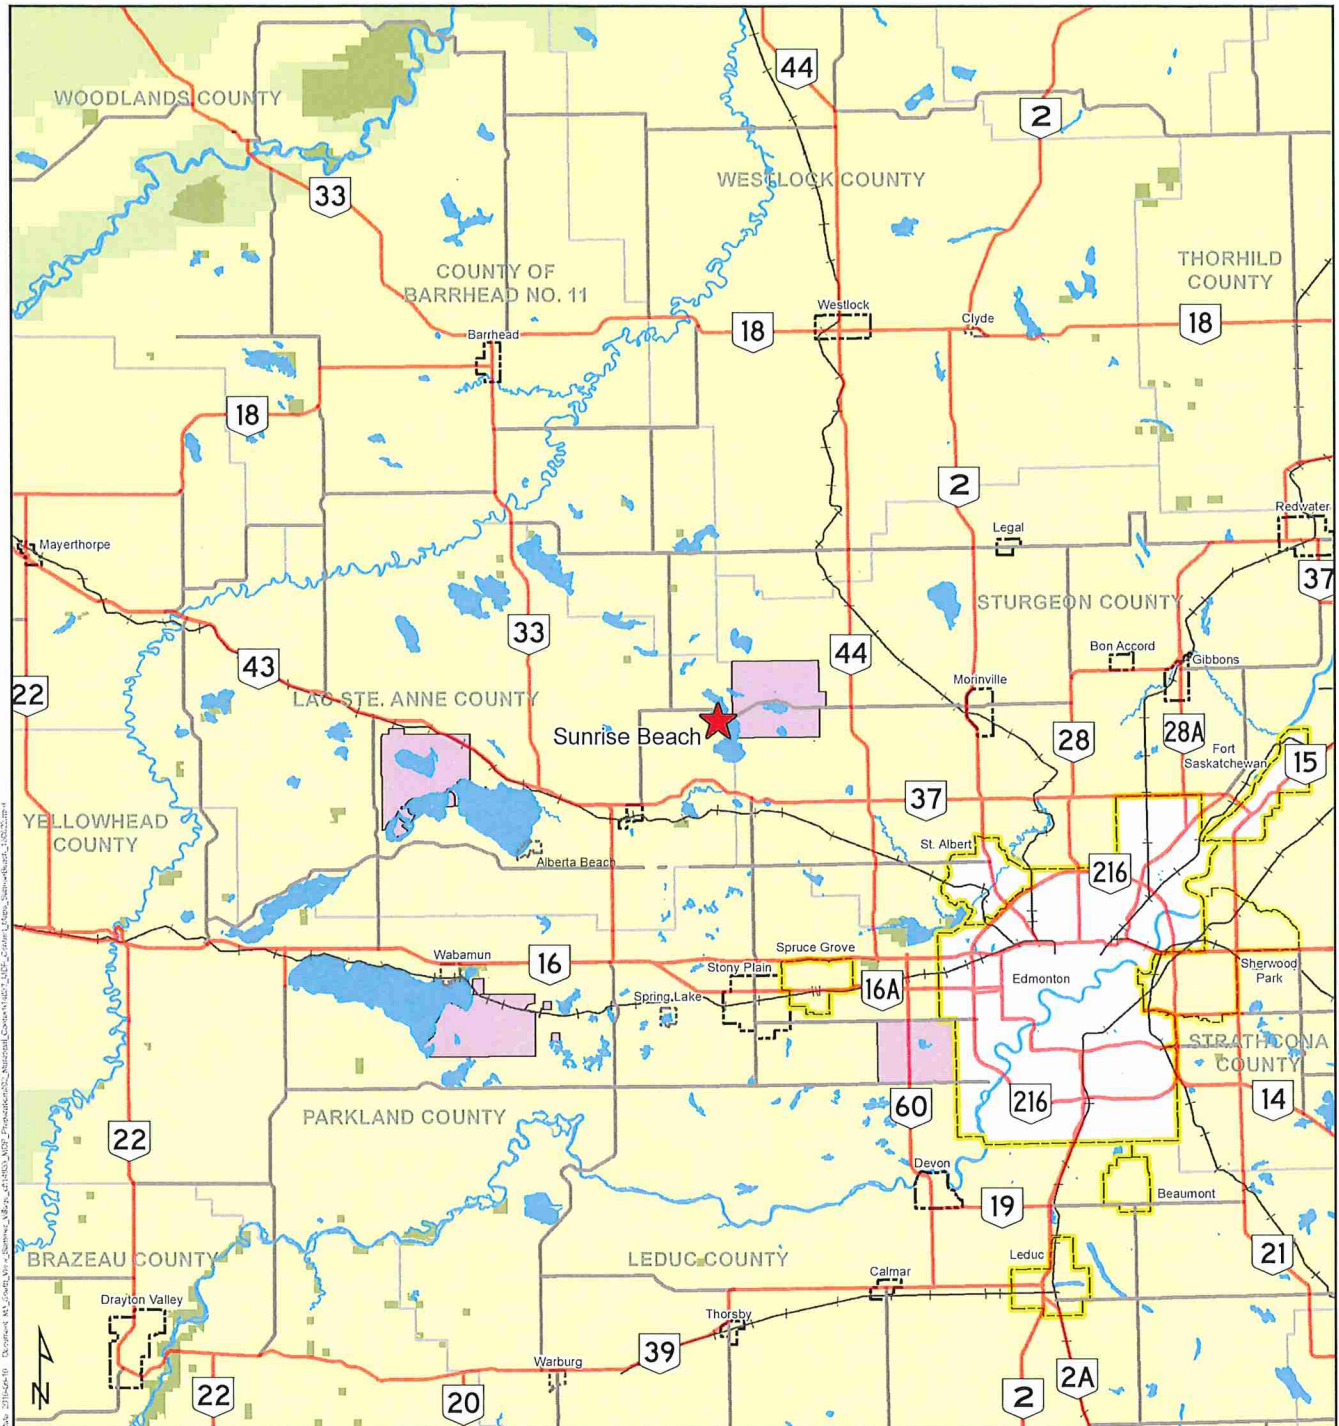 44
2
WOODLANDS COUNTY
WESTLOCK COUNTY
33
THORHILD
COUNTY
COUNTY OF
BARRHEAD NO. 11
Westlock
Clyde
Barrhead
18
18
18
2
Redwater
Legal
Mayerthorpe
37
STURGEON COUNTY
33
44
Bon Accord
Gibbons
43
Morinville
22
LAC STE. ANNE COUNTY
Sunrise Beach
28
28A
Fort
Saskatchewan
15
37
YELLOWHEAD
COUNTY
St. Albert
Alberta Beach
216
Wabamun
16
Spruce Grove
Stony Plain
Sherwood
Park
Edmonton
16A
Spring Lake
STRATHCONA
COUNTY
60
216
14
PARKLAND COUNTY
22
Devon
Beaumont
19
BRAZEAU COUNTY
LEDUC COUNTY
Leduc
21
Calmar
Drayton Valley
Thorsby
39
Warburg
2A
N
22
20
2